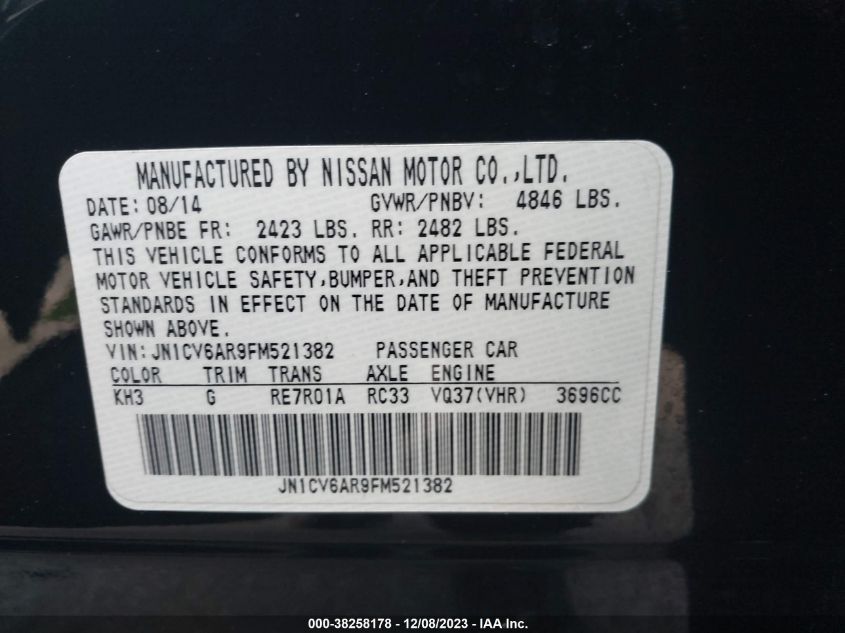 MANUFACTURED BY NISSAN MOTOR CO.,LTD.
DATE: 08/14 GVWR/PNBV: 4846 LBS.
GAWR/PNBE FR: 2423 LBS. RR: 2482 LBS.
THIS VEHICLE CONFORMS TO ALL APPLICABLE FEDERAL
MOTOR VEHICLE SAFETY,BUMPER,AND THEFT PREVENTION
STANDARDS IN EFFECT ON THE DATE OF MANUFACTURE
SHOWN ABOVE.
VIN: JN1CV6AR9FM521382 PASSENGER CAR
COLOR TRIM TRANS AXLE ENGINE
KH3 G RE7R01A RC33 VQ37(VHR) 3696CC
JN1CV6AR9FM521382
000-38258178 - 12/08/2023 - IAA Inc.